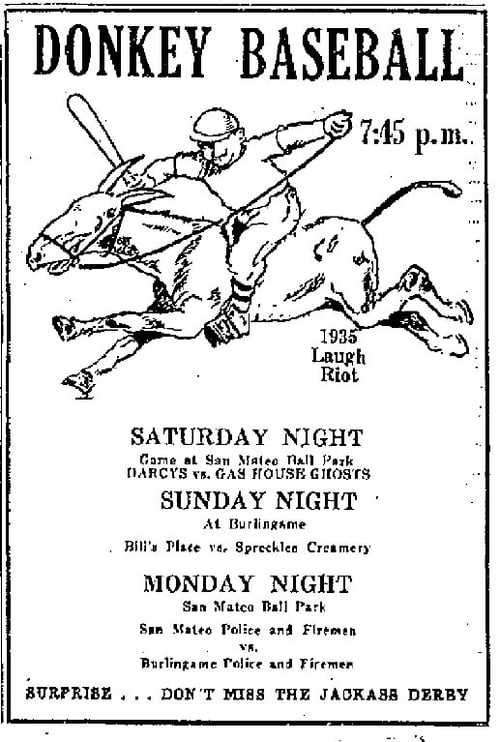 DONKEY BASEBALL
7:45 p.m.
1935
Laugh
Riot
SATURDAY NIGHT
Game at San Mateo Ball Park
DARCYS vs. GAS HOUSE GHOSTS
SUNDAY NIGHT
At Burlingame
Bill's Place vs. Spreckles Creamery
MONDAY NIGHT
San Mateo Ball Park
San Mateo Police and Firemen
vs.
Burlingame Police and Firemen
SURPRISE . . . DON'T MISS THE JACKASS DERBY